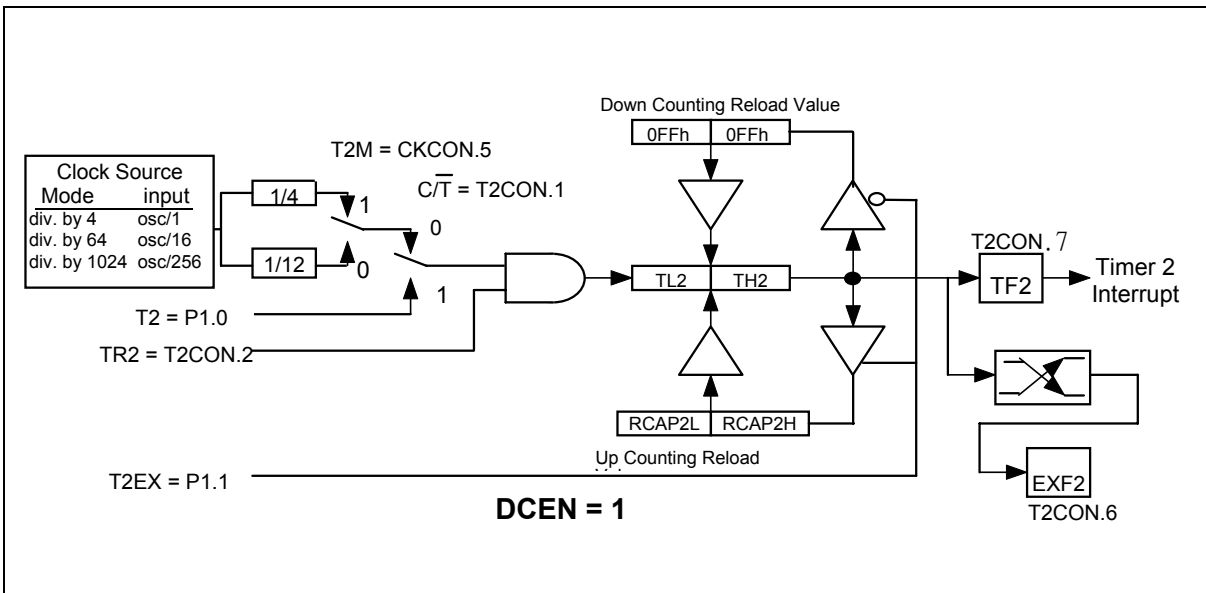 Down Counting Reload Value
0FFh 0FFh
T2M = CKCON.5
C/T = T2CON.1
Clock Source
Mode input
div. by 4 osc/1
div. by 64 osc/16
div. by 1024 osc/256
1/4
1
0
1/12
0
1
T2 = P1.0
TR2 = T2CON.2
TL2 TH2
T2CON.7
TF2
Timer 2
Interrupt
RCAP2L RCAP2H
Up Counting Reload
T2EX = P1.1
DCEN = 1
EXF2
T2CON.6